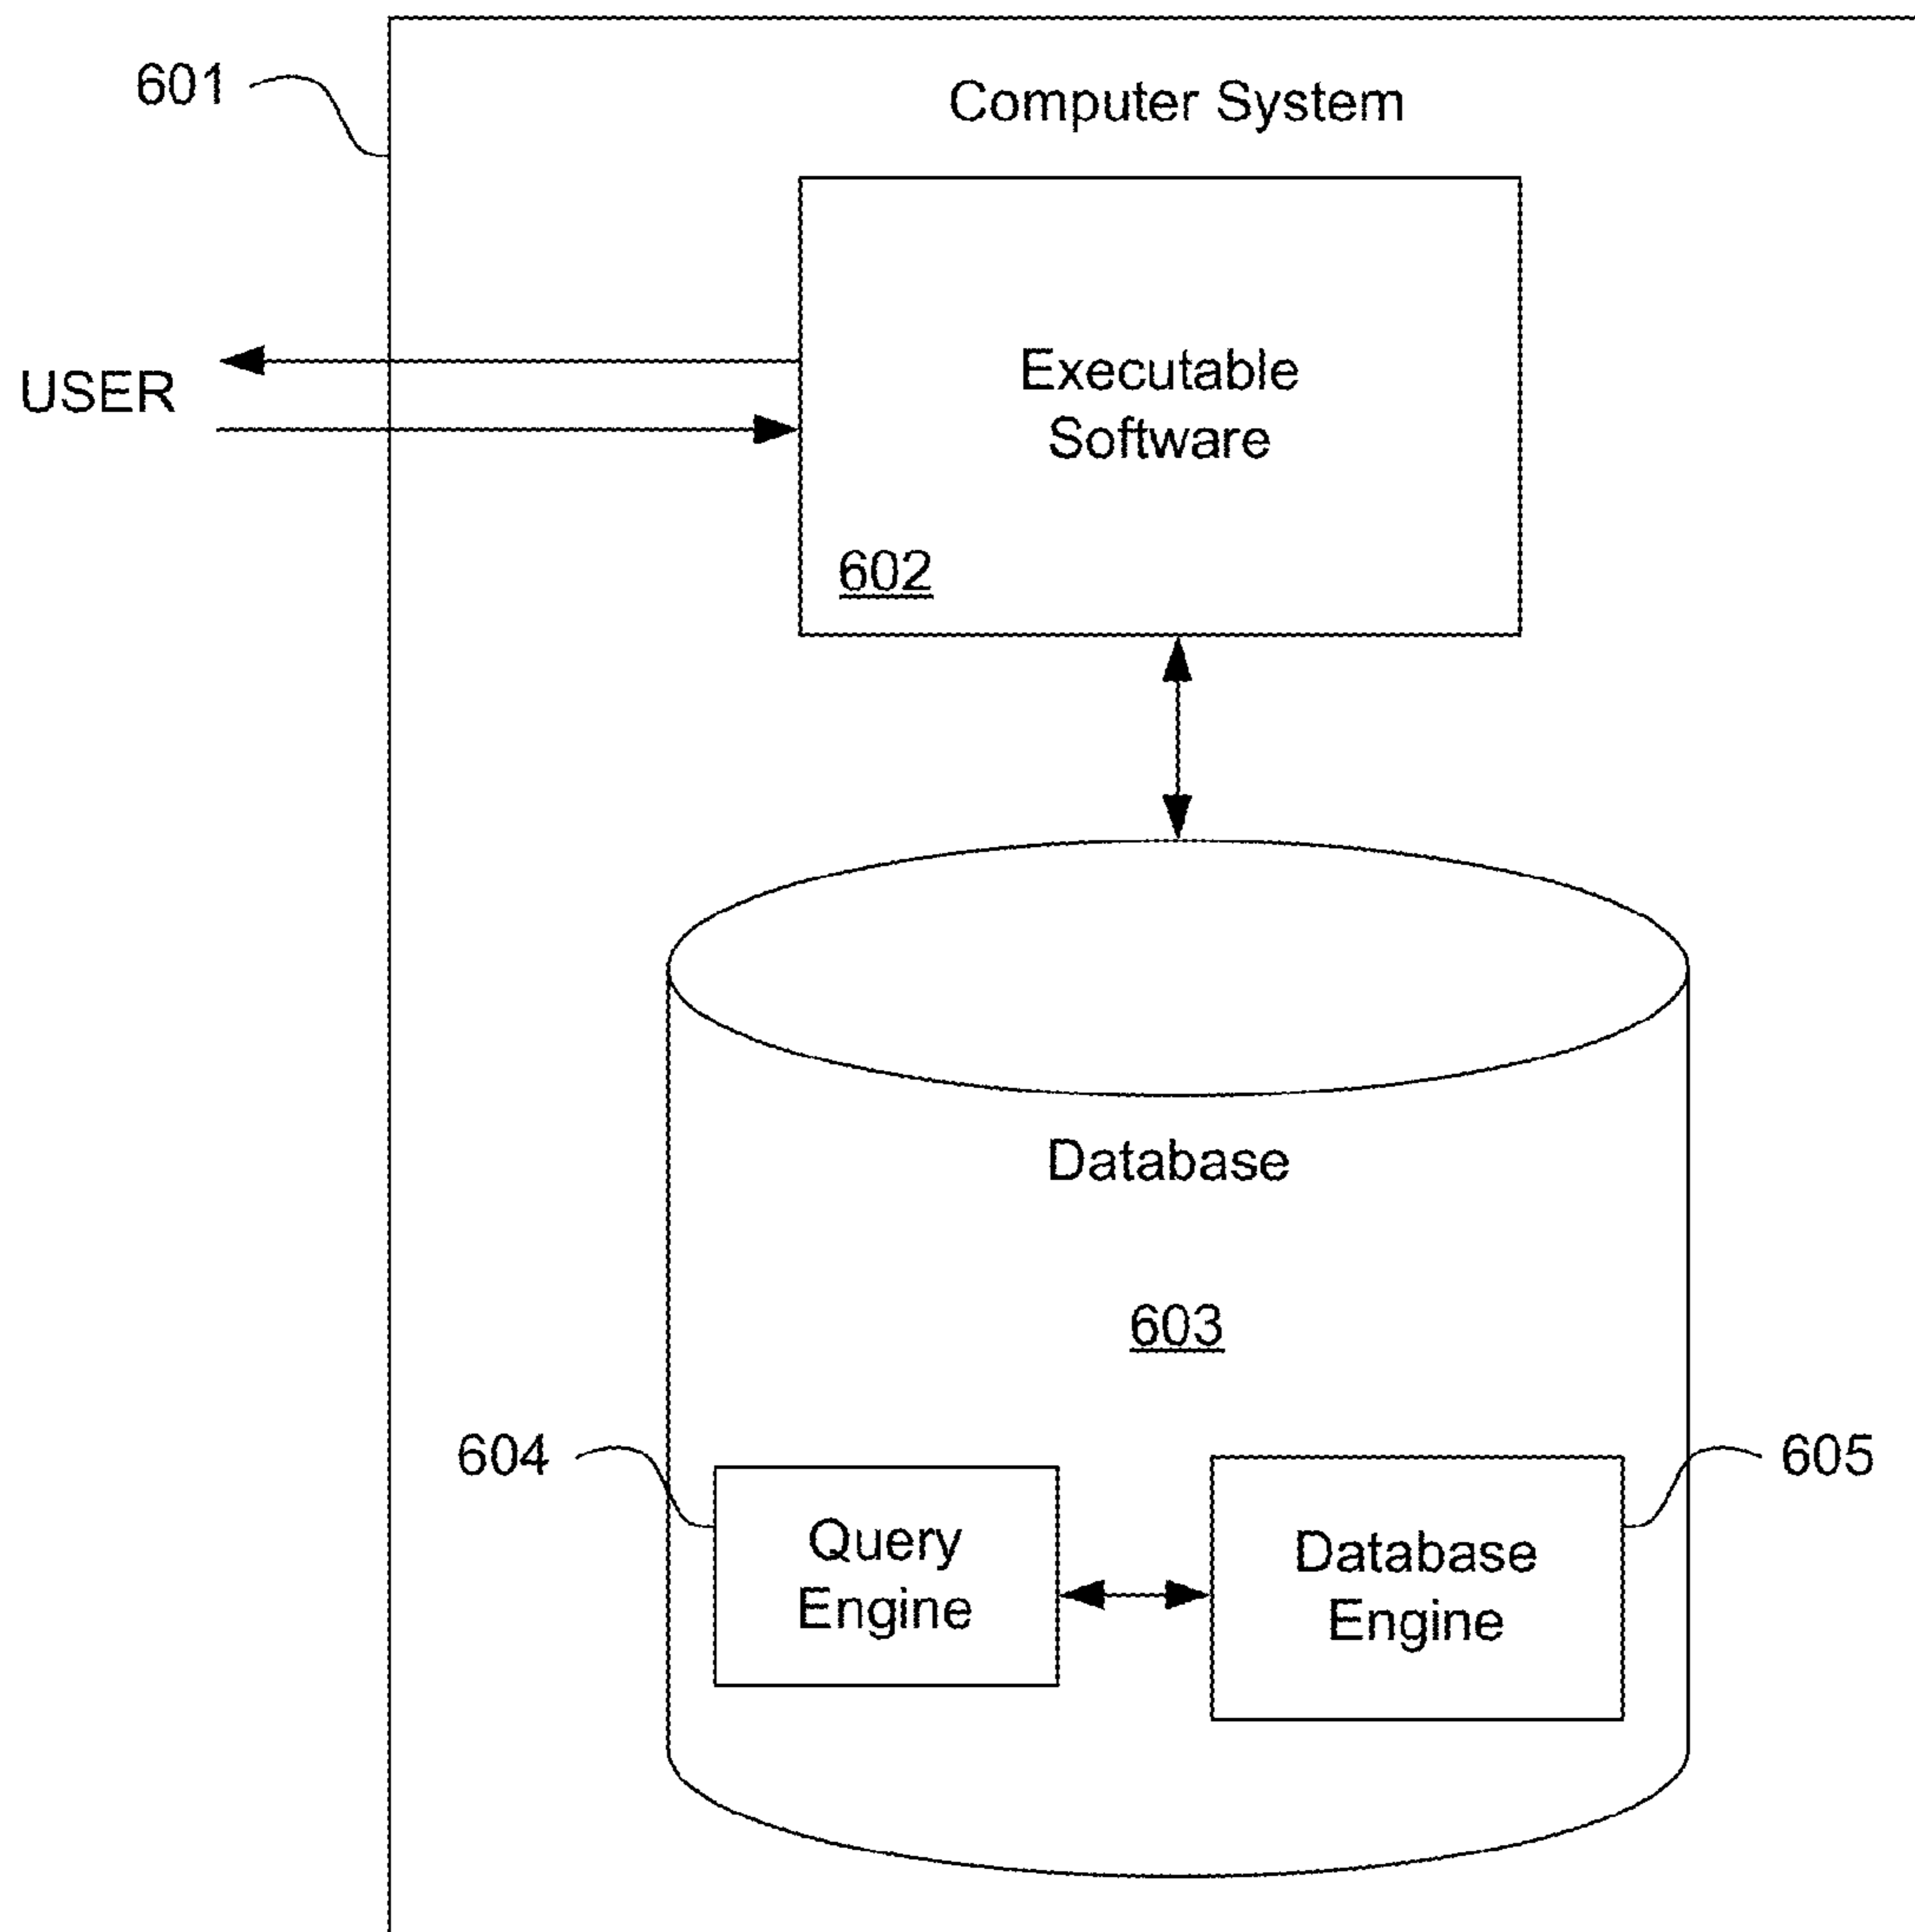 601
Computer System
USER
Executable
Software
602
Database
603
604
605
Query
Engine
Database
Engine